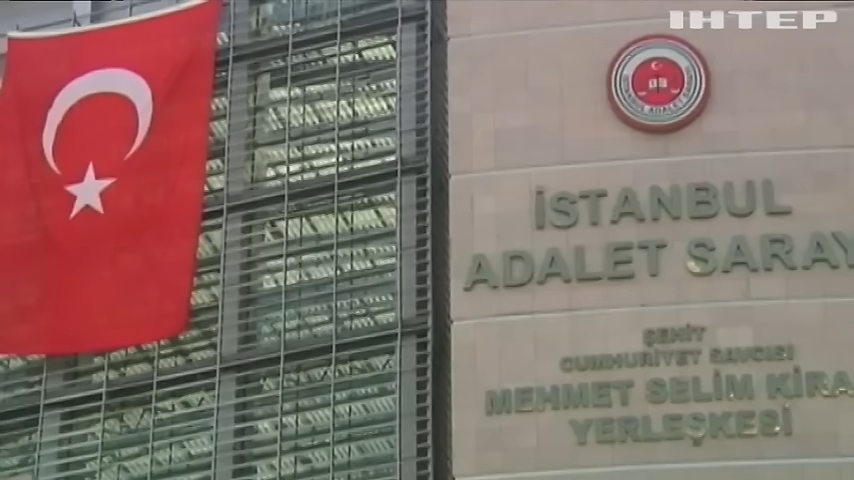 ІНТЕР
İSTANBUL
ADALET SARAY
ŞEHİT
CUMHURİYET SAVCISI
MEHMET SELİM KİRA
YERLEŞKESİ